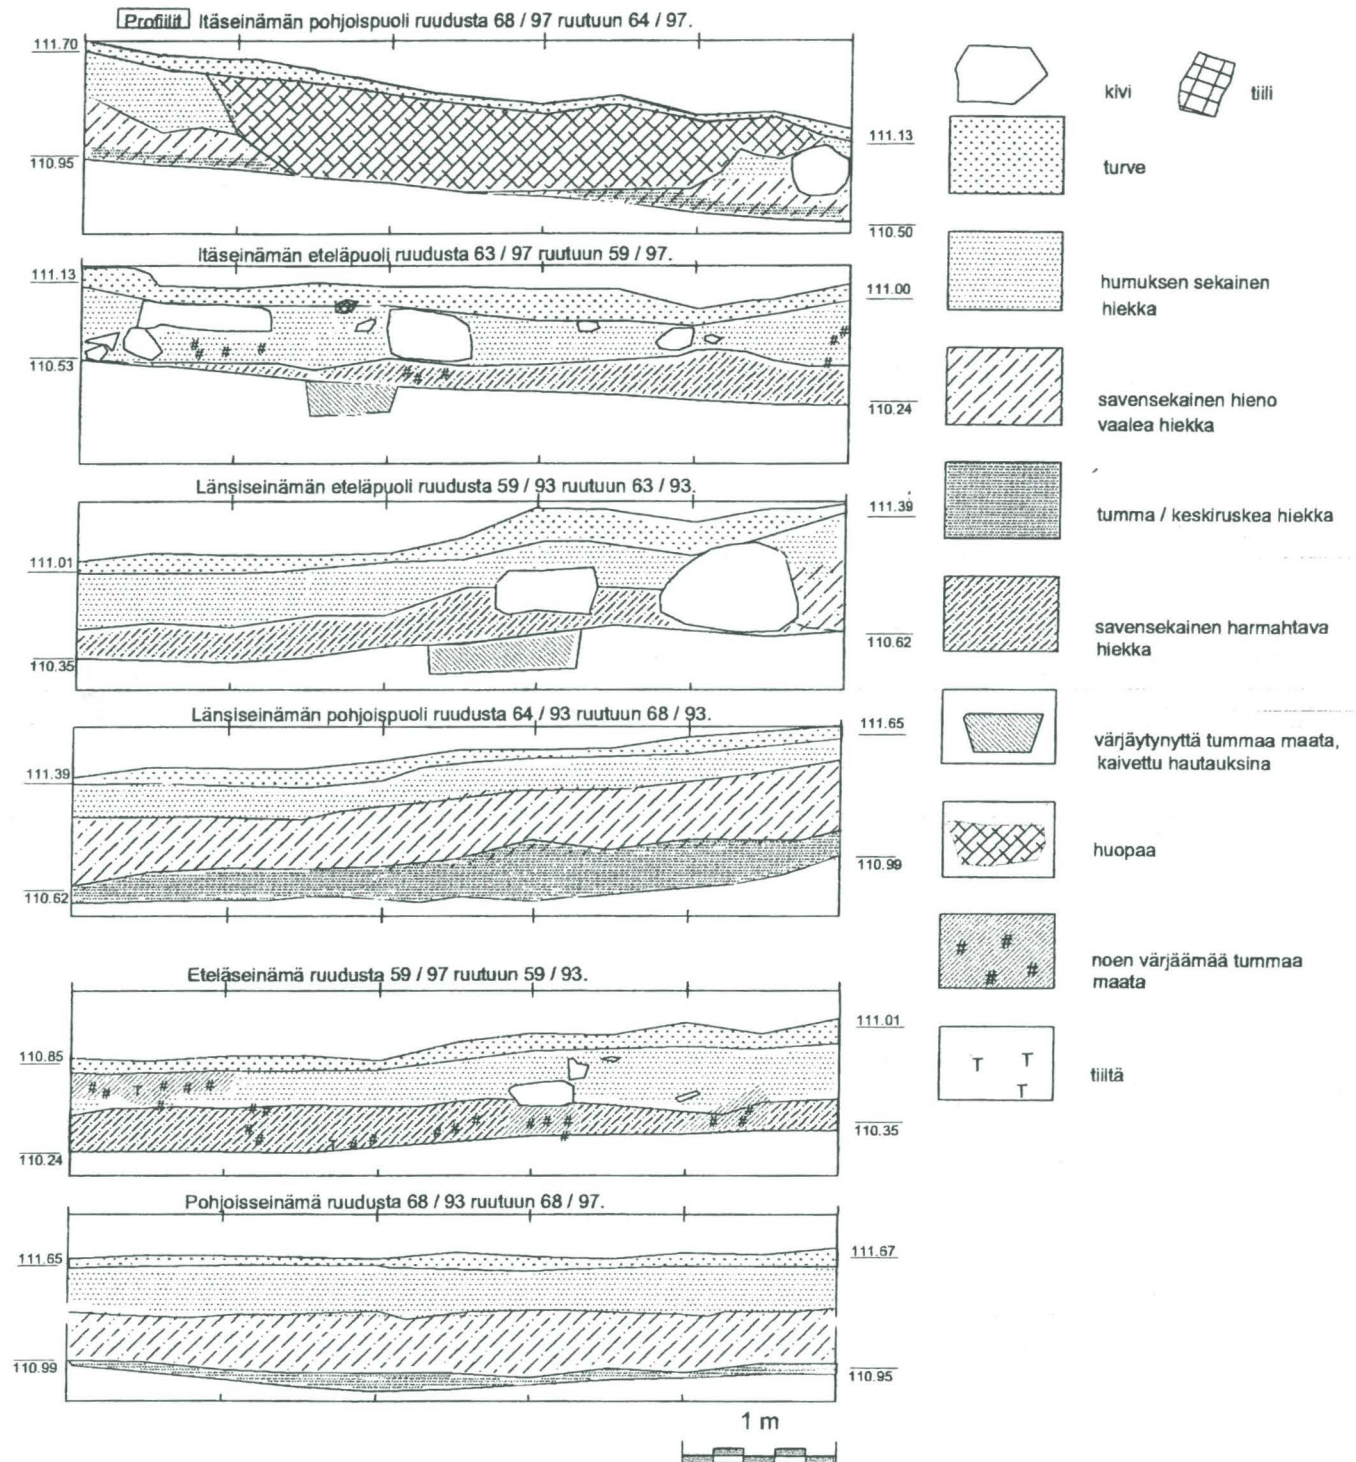 Profiilit Itäseinämän pohjoispuoli ruudusta 68 / 97 ruutuun 64 / 97.
111.70
110.95
111.13
110.50
Itäseinämän eteläpuoli ruudusta 63 / 97 ruutuun 59 / 97.
111.13
110.53
111.00
110.24
Länsiseinämän eteläpuoli ruudusta 59 / 93 ruutuun 63 / 93.
111.01
110.35
111.39
110.62
Länsiseinämän pohjoispuoli ruudusta 64 / 93 ruutuun 68 / 93.
111.39
110.62
111.65
110.99
Eteläseinämä ruudusta 59 / 97 ruutuun 59 / 93.
110.85
110.24
111.01
110.35
T
T
Pohjoisseinämä ruudusta 68 / 93 ruutuun 68 / 97.
111.65
110.99
111.67
110.95
1 m
kivi
tiili
turve
humuksen sekainen
hiekka
savensekainen hieno
vaalea hiekka
tumma / keskiruskea hiekka
savensekainen harmahtava
hiekka
värjäytynyttä tummaa maata,
kaivettu hautauksina
huopaa
# # # #
noen värjäämää tummaa
maata
T T T
tiiltä